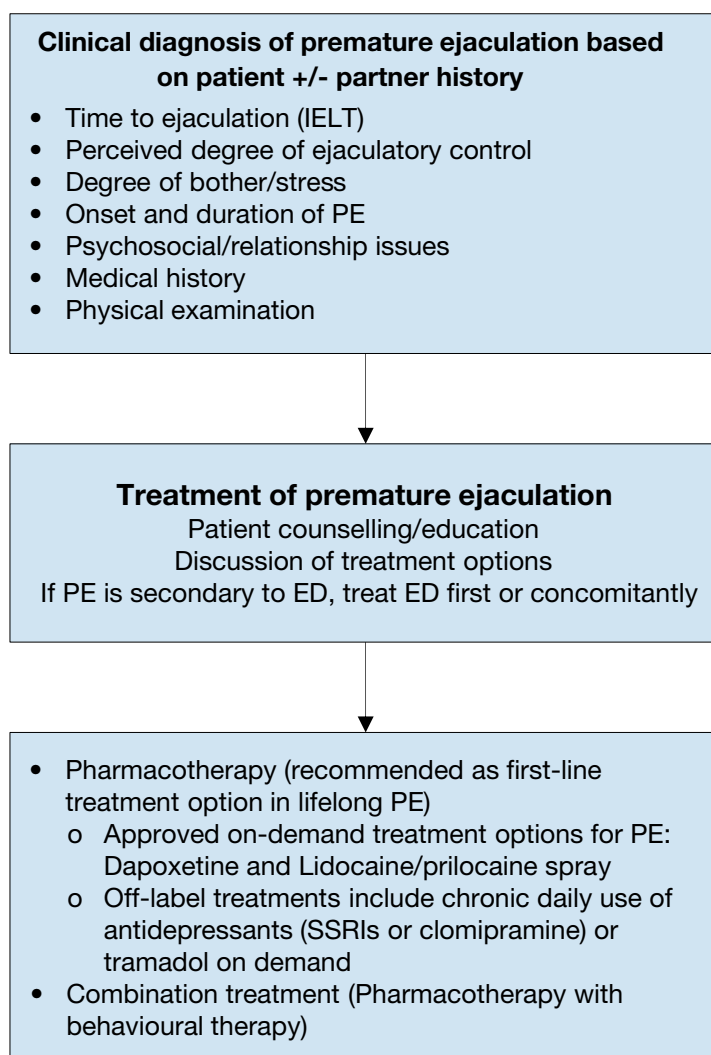 Clinical diagnosis of premature ejaculation based
on patient +/- partner history
• Time to ejaculation (IELT)
• Perceived degree of ejaculatory control
• Degree of bother/stress
• Onset and duration of PE
• Psychosocial/relationship issues
• Medical history
• Physical examination
Treatment of premature ejaculation
Patient counselling/education
Discussion of treatment options
If PE is secondary to ED, treat ED first or concomitantly
• Pharmacotherapy (recommended as first-line
treatment option in lifelong PE)
o Approved on-demand treatment options for PE:
Dapoxetine and Lidocaine/prilocaine spray
o Off-label treatments include chronic daily use of
antidepressants (SSRIs or clomipramine) or
tramadol on demand
• Combination treatment (Pharmacotherapy with
behavioural therapy)